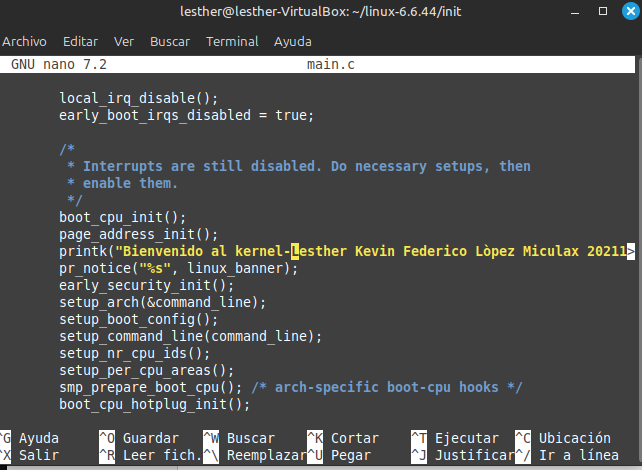 lesther@lesther-VirtualBox: ~/linux-6.6.44/init
Archivo Editar Ver Buscar Terminal Ayuda
GNU nano 7.2 main.c
local_irq_disable();
early_boot_irqs_disabled = true;
/*
* Interrupts are still disabled. Do necessary setups, then
* enable them.
*/
boot_cpu_init();
page_address_init();
printk("Bienvenido al kernel-Lesther Kevin Federico Lòpez Miculax 20211>
pr_notice("%s", linux_banner);
early_security_init();
setup_arch(&command_line);
setup_boot_config();
setup_command_line(command_line);
setup_nr_cpu_ids();
setup_per_cpu_areas();
smp_prepare_boot_cpu(); /* arch-specific boot-cpu hooks */
boot_cpu_hotplug_init();
^G Ayuda ^O Guardar ^W Buscar ^K Cortar ^T Ejecutar ^C Ubicación
^X Salir ^R Leer fich. ^\ Reemplazar ^U Pegar ^J Justificar ^/ Ir a línea